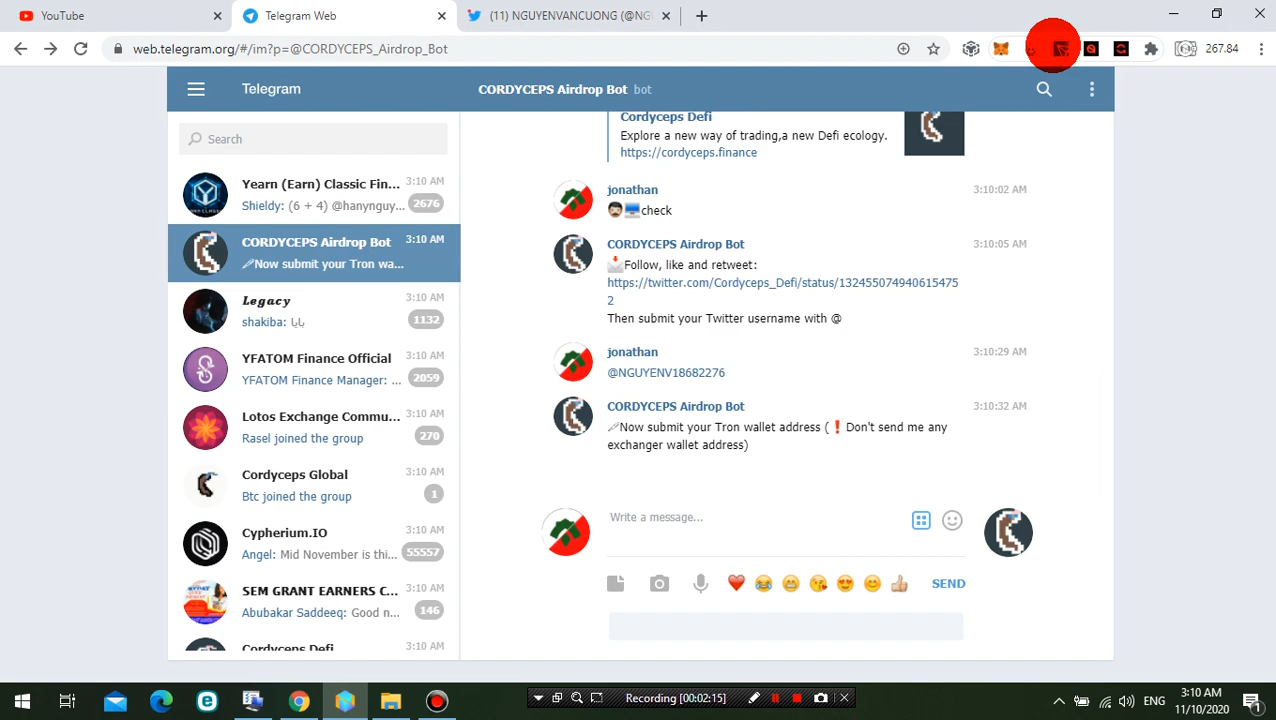 YouTube
Telegram Web
(11) NGUYENVANCUONG (@NG
web.telegram.org/#/im?p=@CORDYCEPS_Airdrop_Bot
267.84
Telegram
CORDYCEPS Airdrop Bot bot
Search
Yearn (Earn) Classic Fin... 3:10 AM
Shieldy: (6 + 4) @hanynguy... 2676
CORDYCEPS Airdrop Bot 3:10 AM
Now submit your Tron wa...
Legacy 3:10 AM
shakiba: بابا 1132
YFATOM Finance Official 3:10 AM
YFATOM Finance Manager: ... 2059
Lotos Exchange Commu... 3:10 AM
Rasel joined the group 270
Cordyceps Global 3:10 AM
Btc joined the group 1
Cypherium.IO 3:10 AM
Angel: Mid November is thi... 55557
SEM GRANT EARNERS C... 3:10 AM
Abubakar Saddeeq: Good n... 146
Cordyceps Defi 3:10 AM
Cordyceps Defi
Explore a new way of trading,a new Defi ecology.
https://cordyceps.finance
jonathan 3:10:02 AM
check
CORDYCEPS Airdrop Bot 3:10:05 AM
Follow, like and retweet:
https://twitter.com/Cordyceps_Defi/status/132455074940615475
2
Then submit your Twitter username with @
jonathan 3:10:29 AM
@NGUYENV18682276
CORDYCEPS Airdrop Bot 3:10:32 AM
Now submit your Tron wallet address (❗Don't send me any
exchanger wallet address)
Write a message...
SEND
Recording [00:02:15]
ENG
3:10 AM
11/10/2020
1